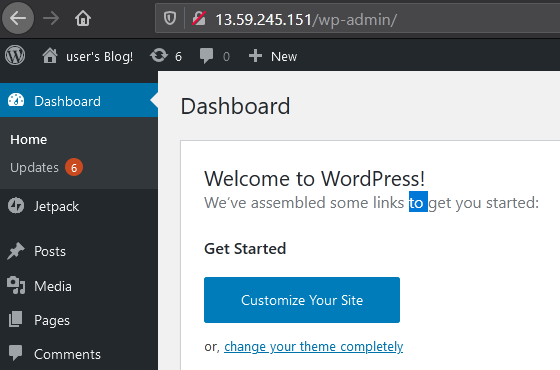 13.59.245.151/wp-admin/
user's Blog! 6 0 New
Dashboard
Home
Updates 6
Jetpack
Posts
Media
Pages
Comments
Dashboard
Welcome to WordPress!
We've assembled some links to get you started:
Get Started
Customize Your Site
or, change your theme completely